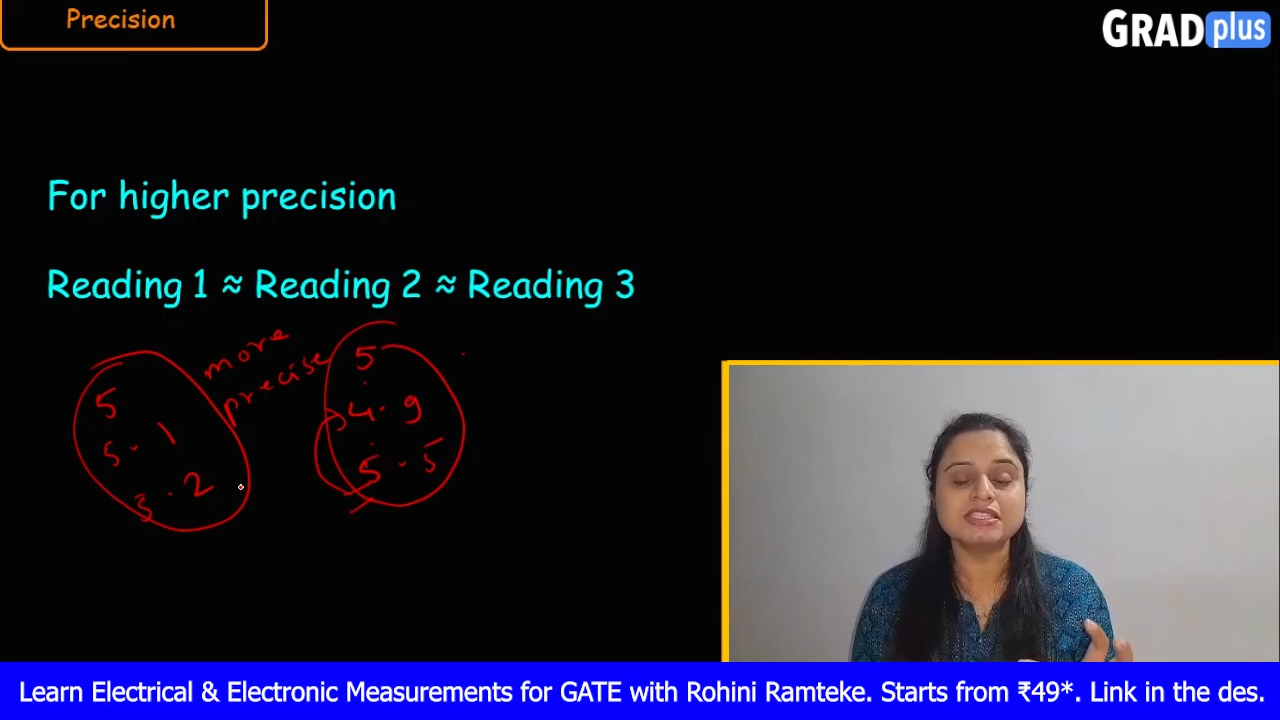 Precision
GRADplus
For higher precision
Reading 1 ≈ Reading 2 ≈ Reading 3
more
precise
5
5.1
5.2
5
4.9
5.5
Learn Electrical & Electronic Measurements for GATE with Rohini Ramteke. Starts from ₹49*. Link in the des.